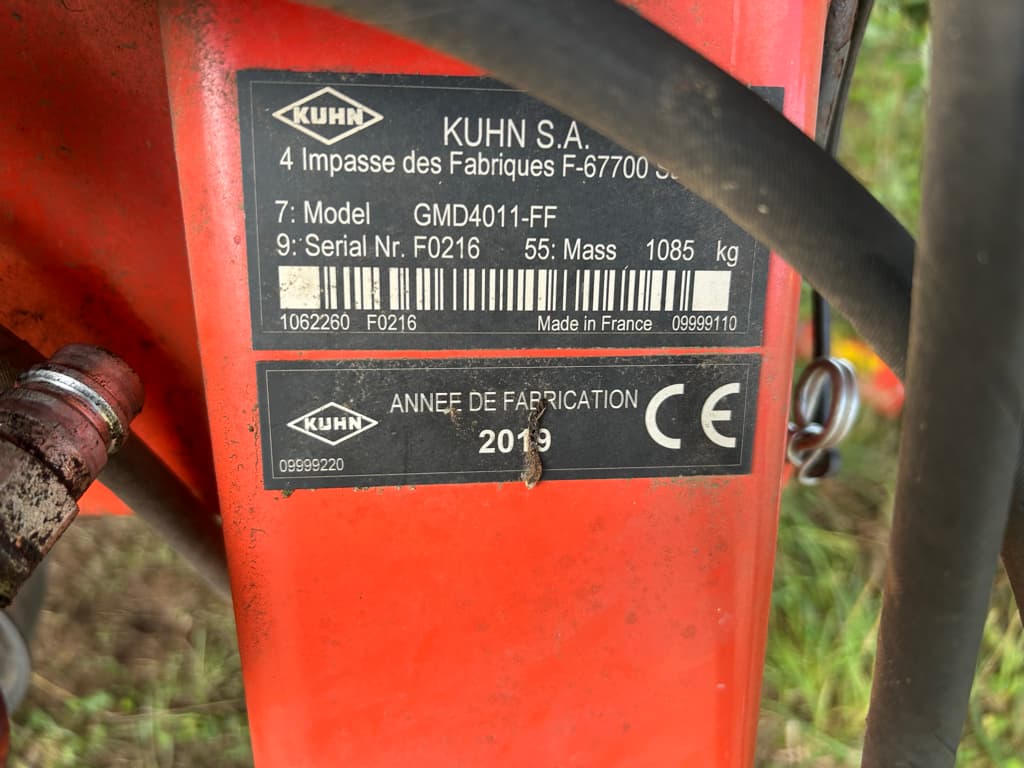 KUHN
KUHN S.A.
4 Impasse des Fabriques F-67700
7: Model GMD4011-FF
9: Serial Nr. F0216 55: Mass 1085 kg
1062260 F0216 Made in France 09999110
KUHN
ANNEE DE FABRICATION
2019
CE
09999220